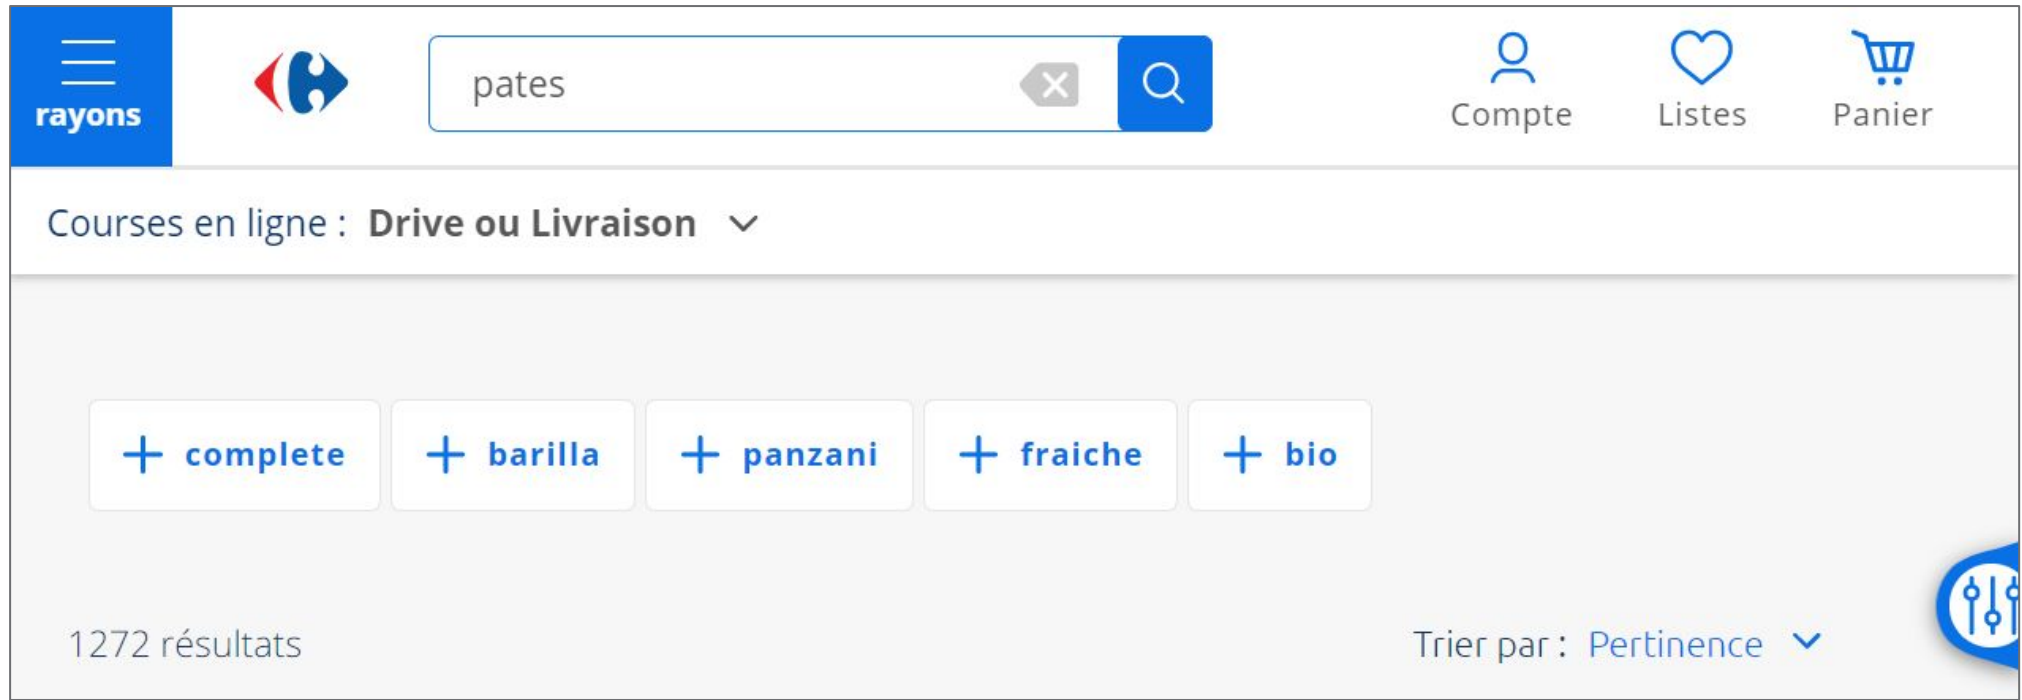 rayons
pates
Compte
Listes
Panier
Courses en ligne : Drive ou Livraison
complete
barilla
panzani
fraiche
bio
1272 résultats
Trier par : Pertinence